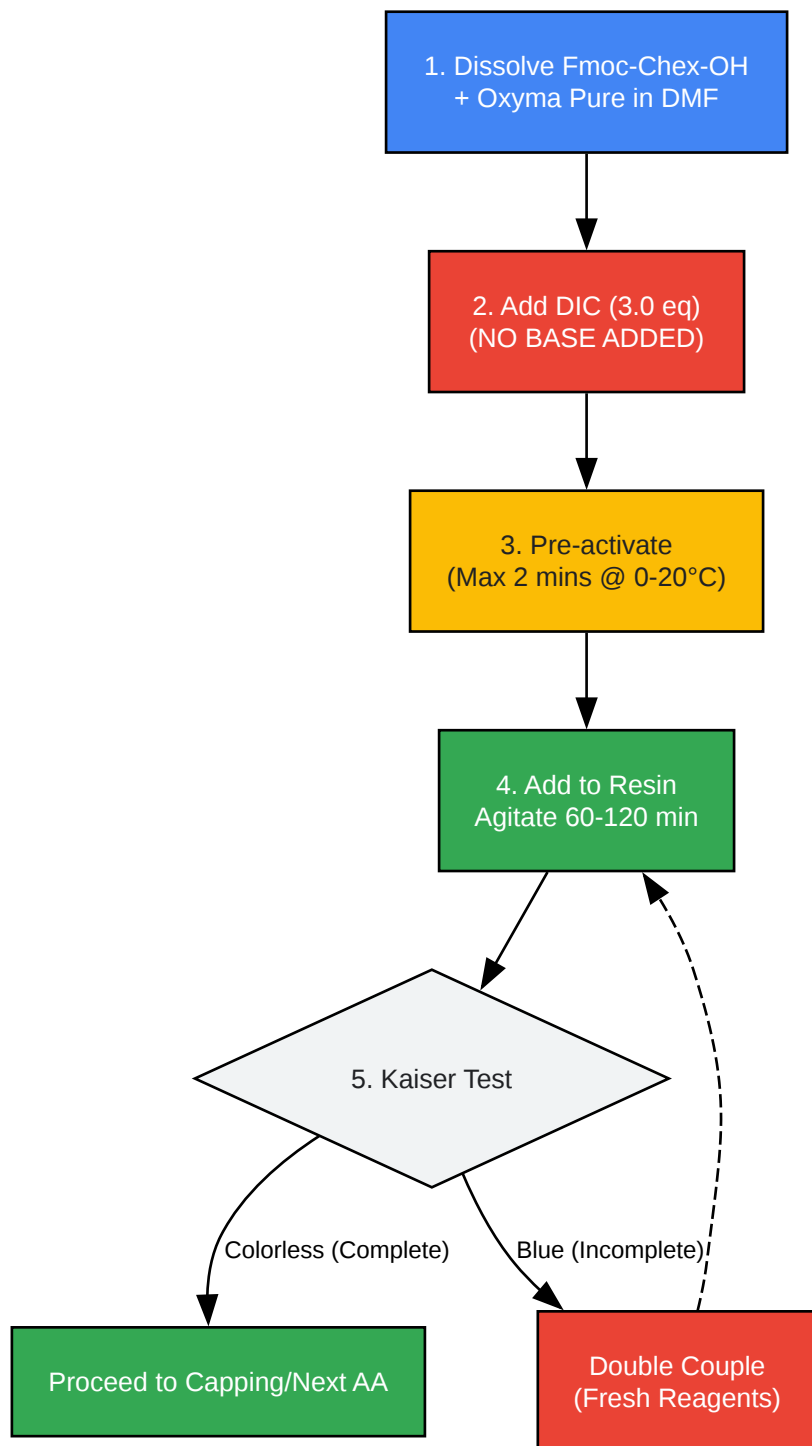 1. Dissolve Fmoc-Chex-OH
+ Oxyma Pure in DMF
2. Add DIC (3.0 eq)
(NO BASE ADDED)
3. Pre-activate
(Max 2 mins @ 0-20°C)
4. Add to Resin
Agitate 60-120 min
5. Kaiser Test
Colorless (Complete)
Blue (Incomplete)
Proceed to Capping/Next AA
Double Couple
(Fresh Reagents)